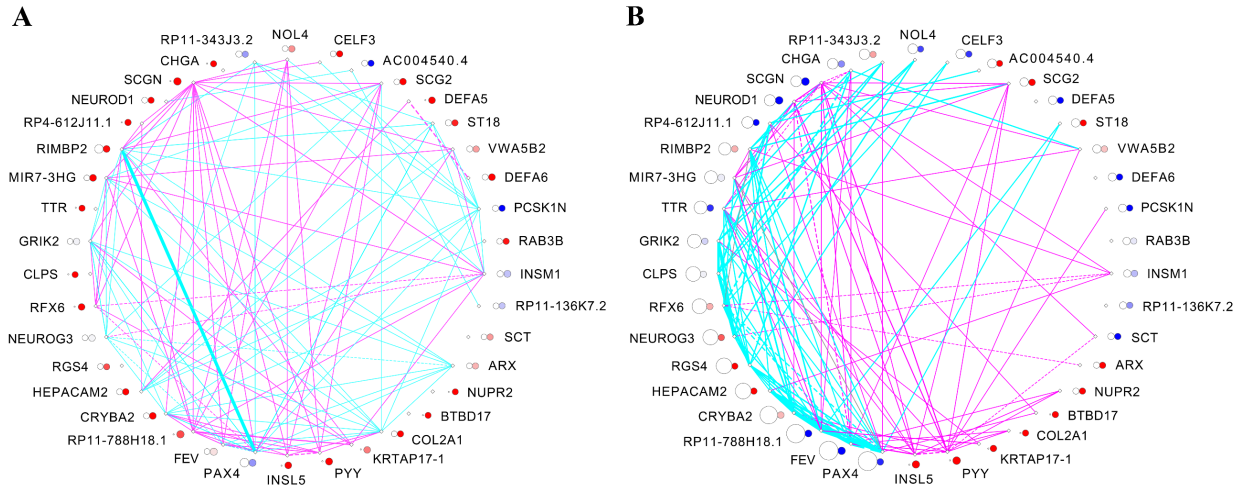 A
RP11-343J3.2
NOL4
CELF3
CHGA
AC004540.4
SCGN
SCG2
NEUROD1
DEFA5
RP4-612J11.1
ST18
RIMBP2
VWA5B2
MIR7-3HG
DEFA6
TTR
PCSK1N
GRIK2
RAB3B
CLPS
INSM1
RFX6
RP11-136K7.2
NEUROG3
SCT
RGS4
ARX
HEPACAM2
NUPR2
CRYBA2
BTBD17
RP11-788H18.1
COL2A1
FEV
KRTAP17-1
PAX4
PYY
INSL5
B
RP11-343J3.2
NOL4
CELF3
CHGA
AC004540.4
SCGN
SCG2
NEUROD1
DEFA5
RP4-612J11.1
ST18
RIMBP2
VWA5B2
MIR7-3HG
DEFA6
TTR
PCSK1N
GRIK2
RAB3B
CLPS
INSM1
RFX6
RP11-136K7.2
NEUROG3
SCT
RGS4
ARX
HEPACAM2
NUPR2
CRYBA2
BTBD17
RP11-788H18.1
COL2A1
FEV
KRTAP17-1
PAX4
PYY
INSL5